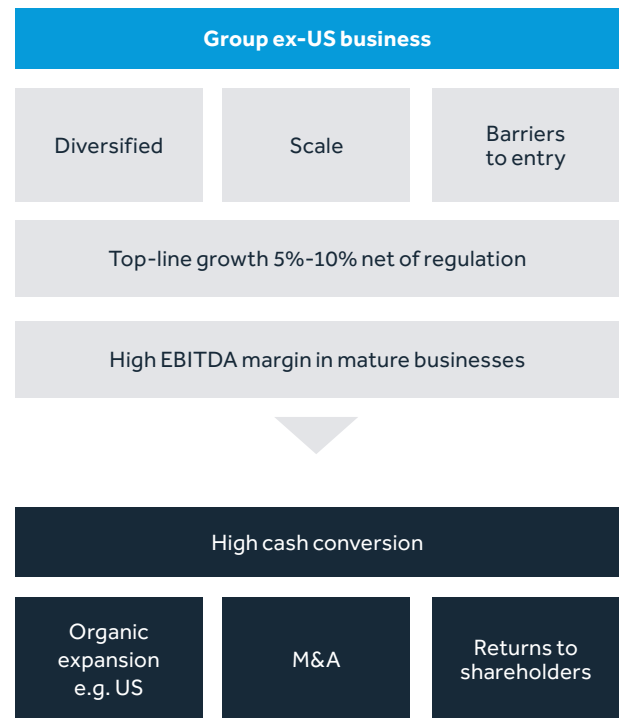 Group ex-US business
Diversified
Scale
Barriers
to entry
Top-line growth 5%-10% net of regulation
High EBITDA margin in mature businesses
High cash conversion
Organic
expansion
e.g. US
M&A
Returns to
shareholders